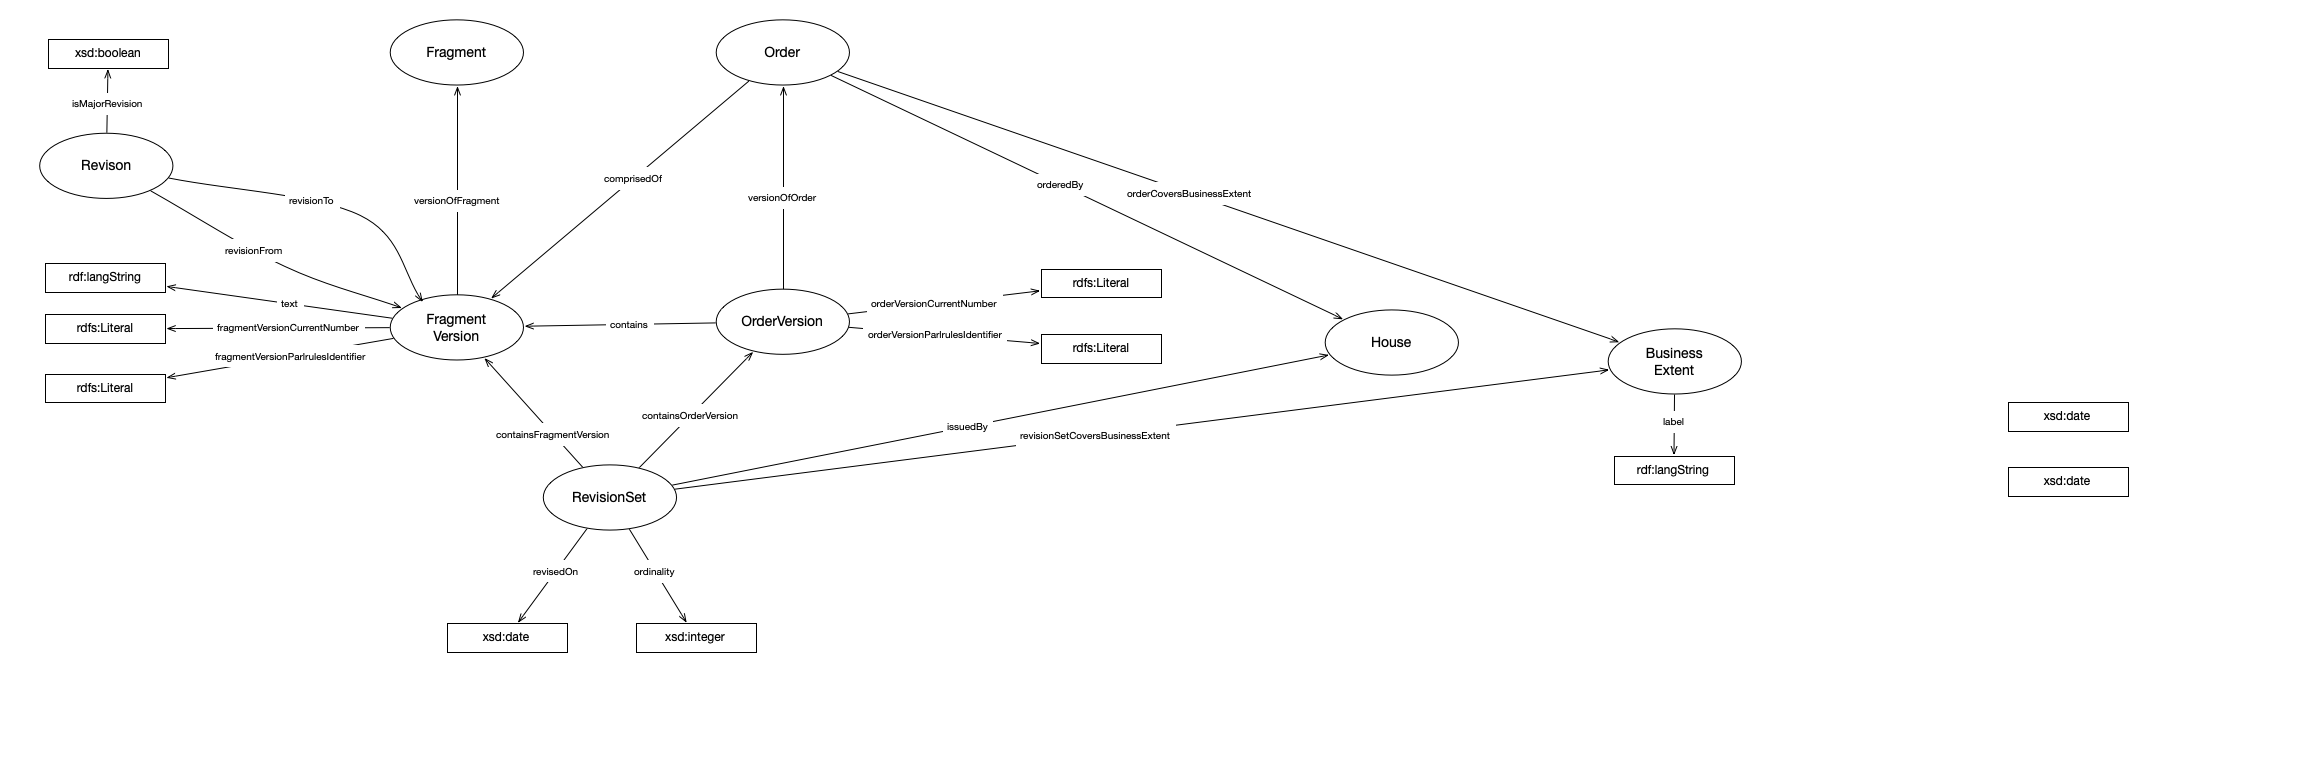 xsd:boolean
Fragment
Order
isMajorRevision
Revison
comprisedOf
orderedBy
orderCoversBusinessExtent
revisionTo
versionOfFragment
versionOfOrder
revisionFrom
rdf:langString
rdfs:Literal
text
orderVersionCurrentNumber
Fragment
Version
OrderVersion
contains
rdfs:Literal
fragmentVersionCurrentNumber
orderVersionParlrulesIdentifier
House
rdfs:Literal
fragmentVersionParlrulesIdentifier
Business
Extent
rdfs:Literal
containsOrderVersion
label
xsd:date
issuedBy
containsFragmentVersion
revisionSetCoversBusinessExtent
rdf:langString
xsd:date
RevisionSet
revisedOn
ordinality
xsd:date
xsd:integer